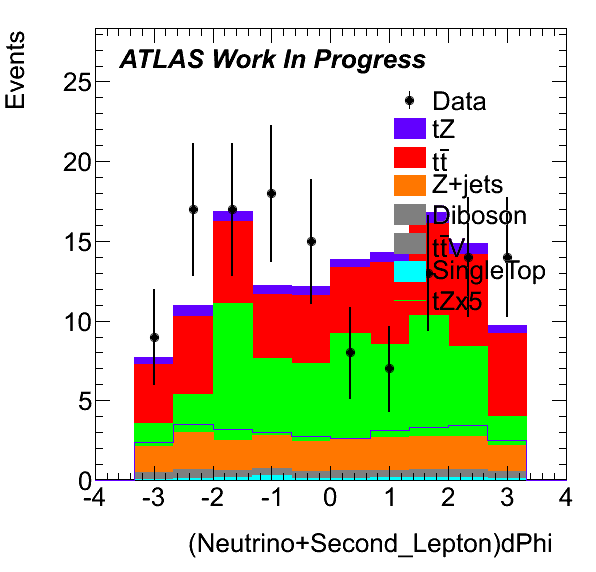 Events
ATLAS Work In Progress
Data
tZ
tt̄
Z+jets
Diboson
tt̄V
SingleTop
tZx5
25
20
15
10
5
0
-4 -3 -2 -1 0 1 2 3 4
(Neutrino+Second_Lepton)dPhi